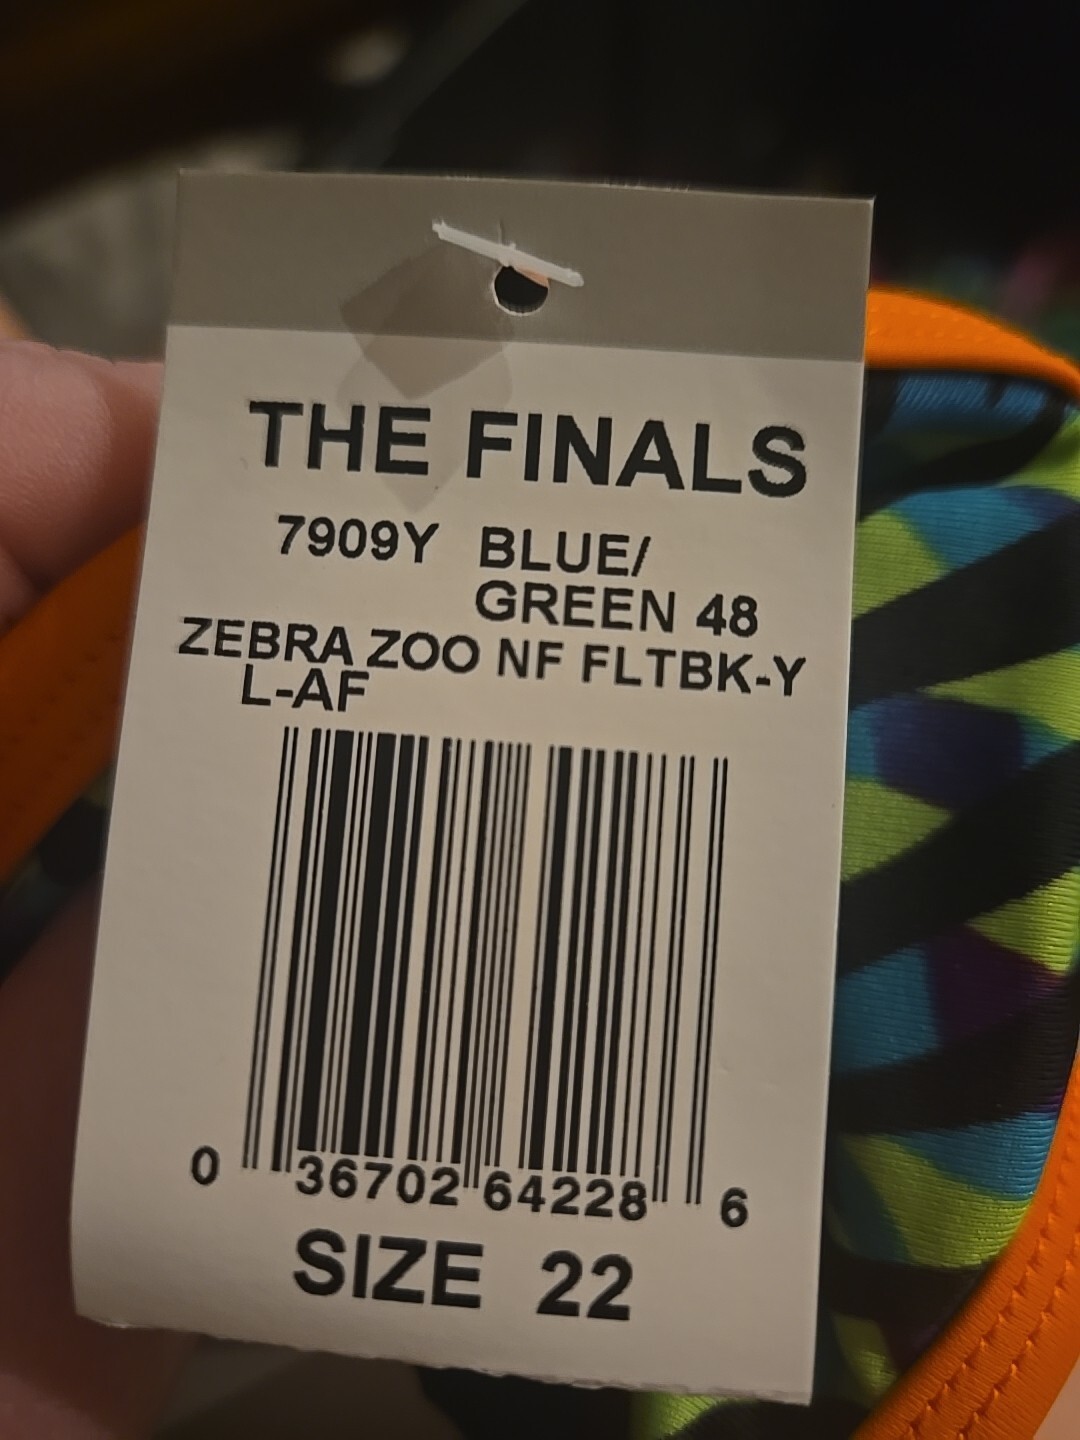 THE FINALS
7909Y BLUE/
GREEN 48
ZEBRA ZOO NF FLTBK-Y
L-AF
0 36702 64228 6
SIZE 22